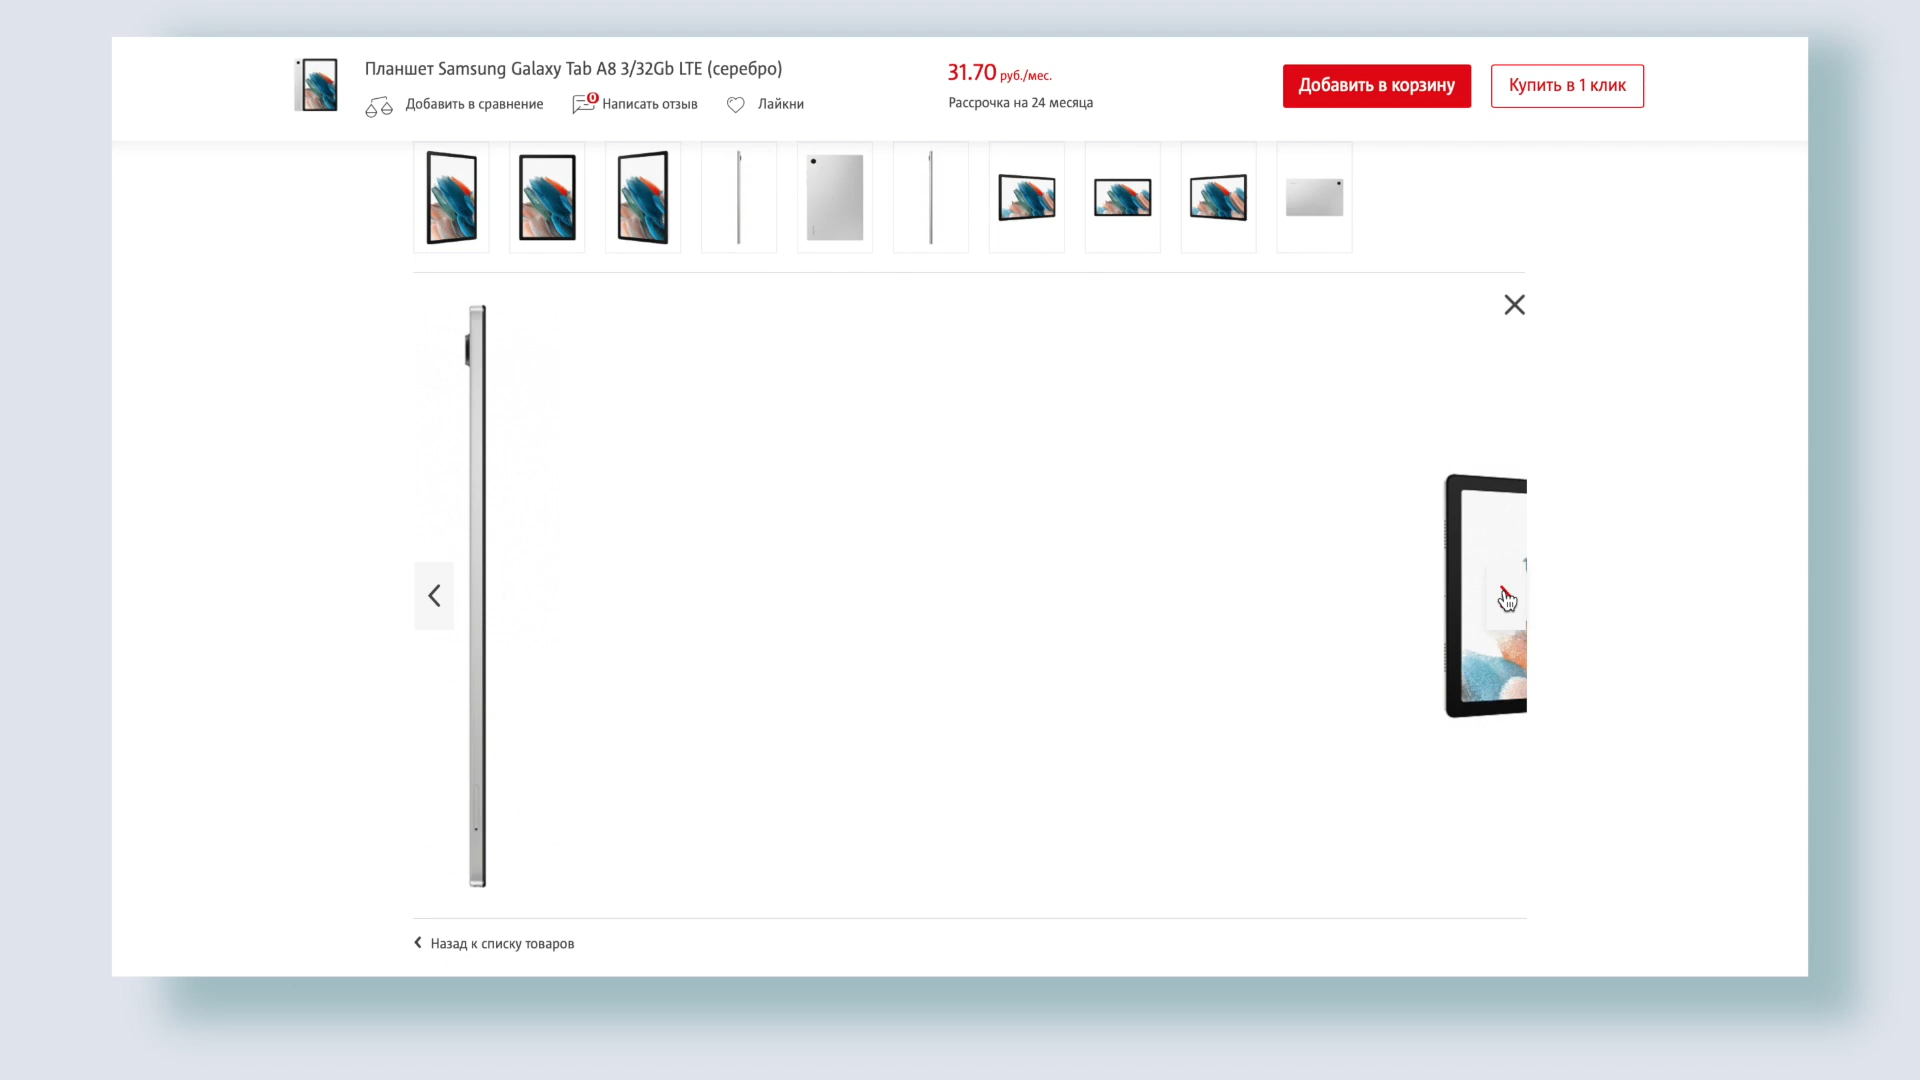 Планшет Samsung Galaxy Tab A8 3/32Gb LTE (серебро)
Добавить в сравнение
0
Написать отзыв
Лайкни
31.70 руб./мес.
Рассрочка на 24 месяца
Добавить в корзину
Купить в 1 клик
Назад к списку товаров